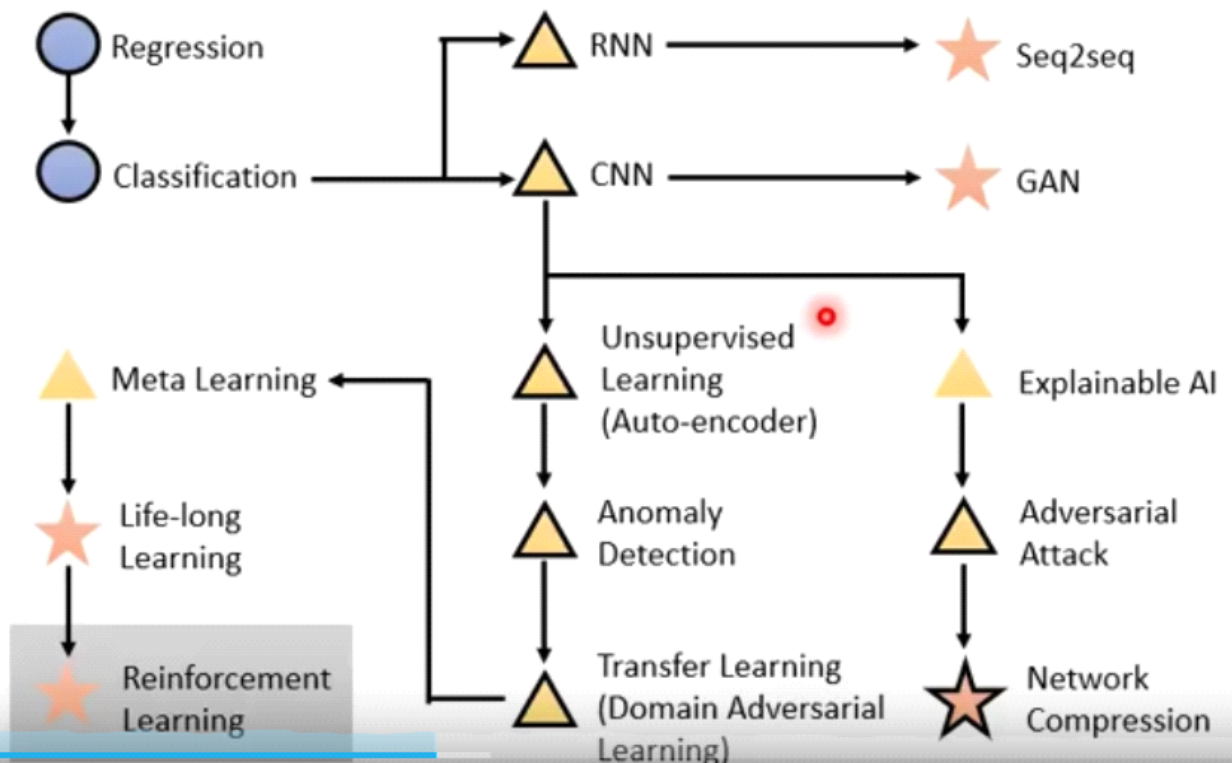 Regression
RNN
Seq2seq
Classification
CNN
GAN
Unsupervised
Learning
(Auto-encoder)
Meta Learning
Explainable AI
Life-long
Learning
Anomaly
Detection
Adversarial
Attack
Reinforcement
Learning
Transfer Learning
(Domain Adversarial
Learning)
Network
Compression